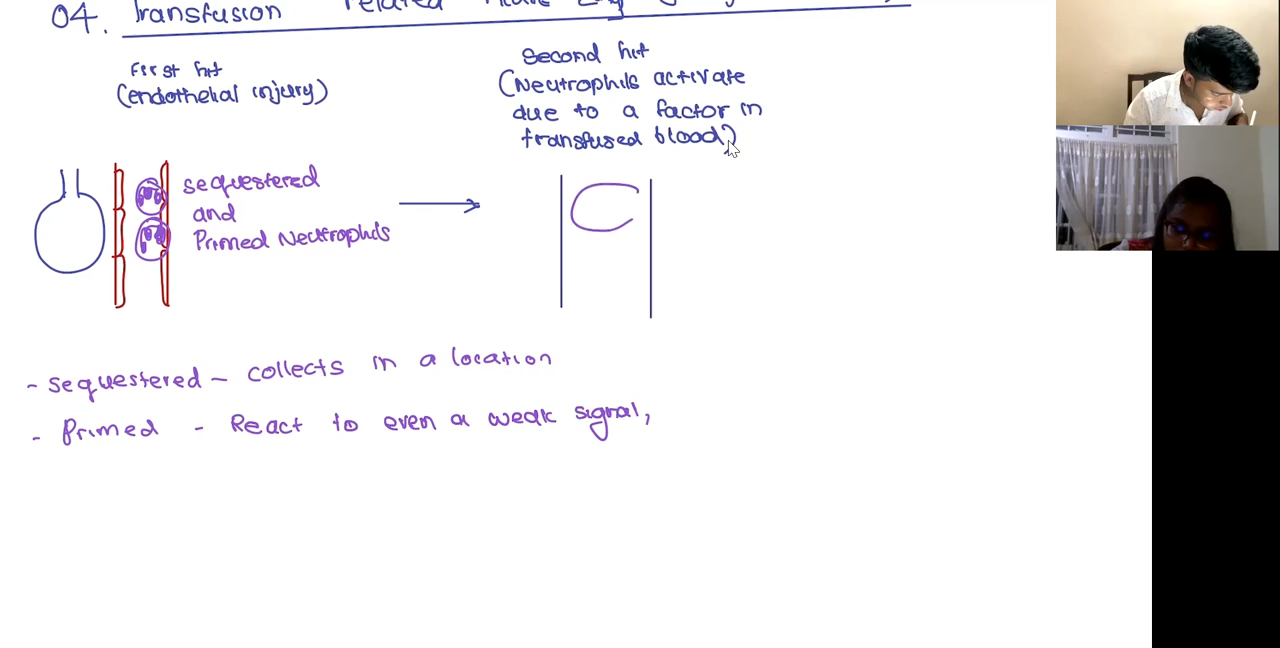 04. Transfusion related
First hit
(endothelial injury)
Second hit
(Neutrophils activate
due to a factor in
transfused blood)
sequestered
and
Primed Neutrophils
- sequestered - collects in a location
- Primed - React to even a weak signal,